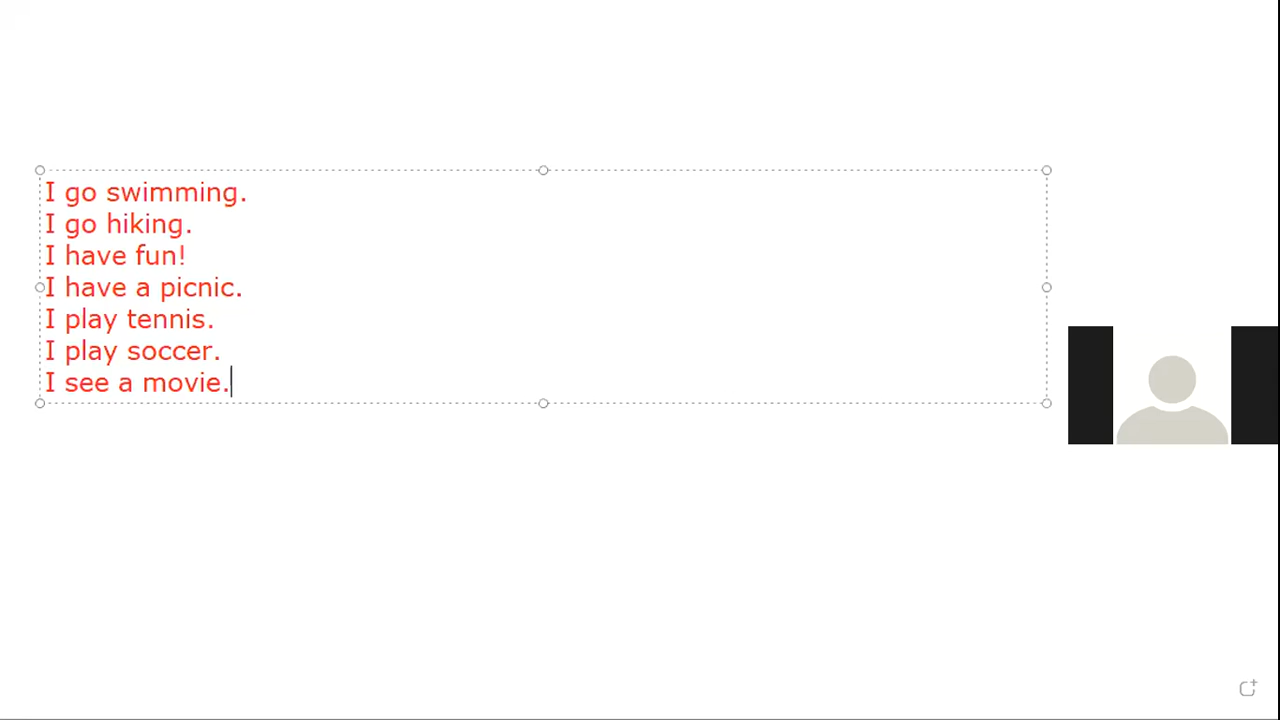 I go swimming.
I go hiking.
I have fun!
I have a picnic.
I play tennis.
I play soccer.
I see a movie.